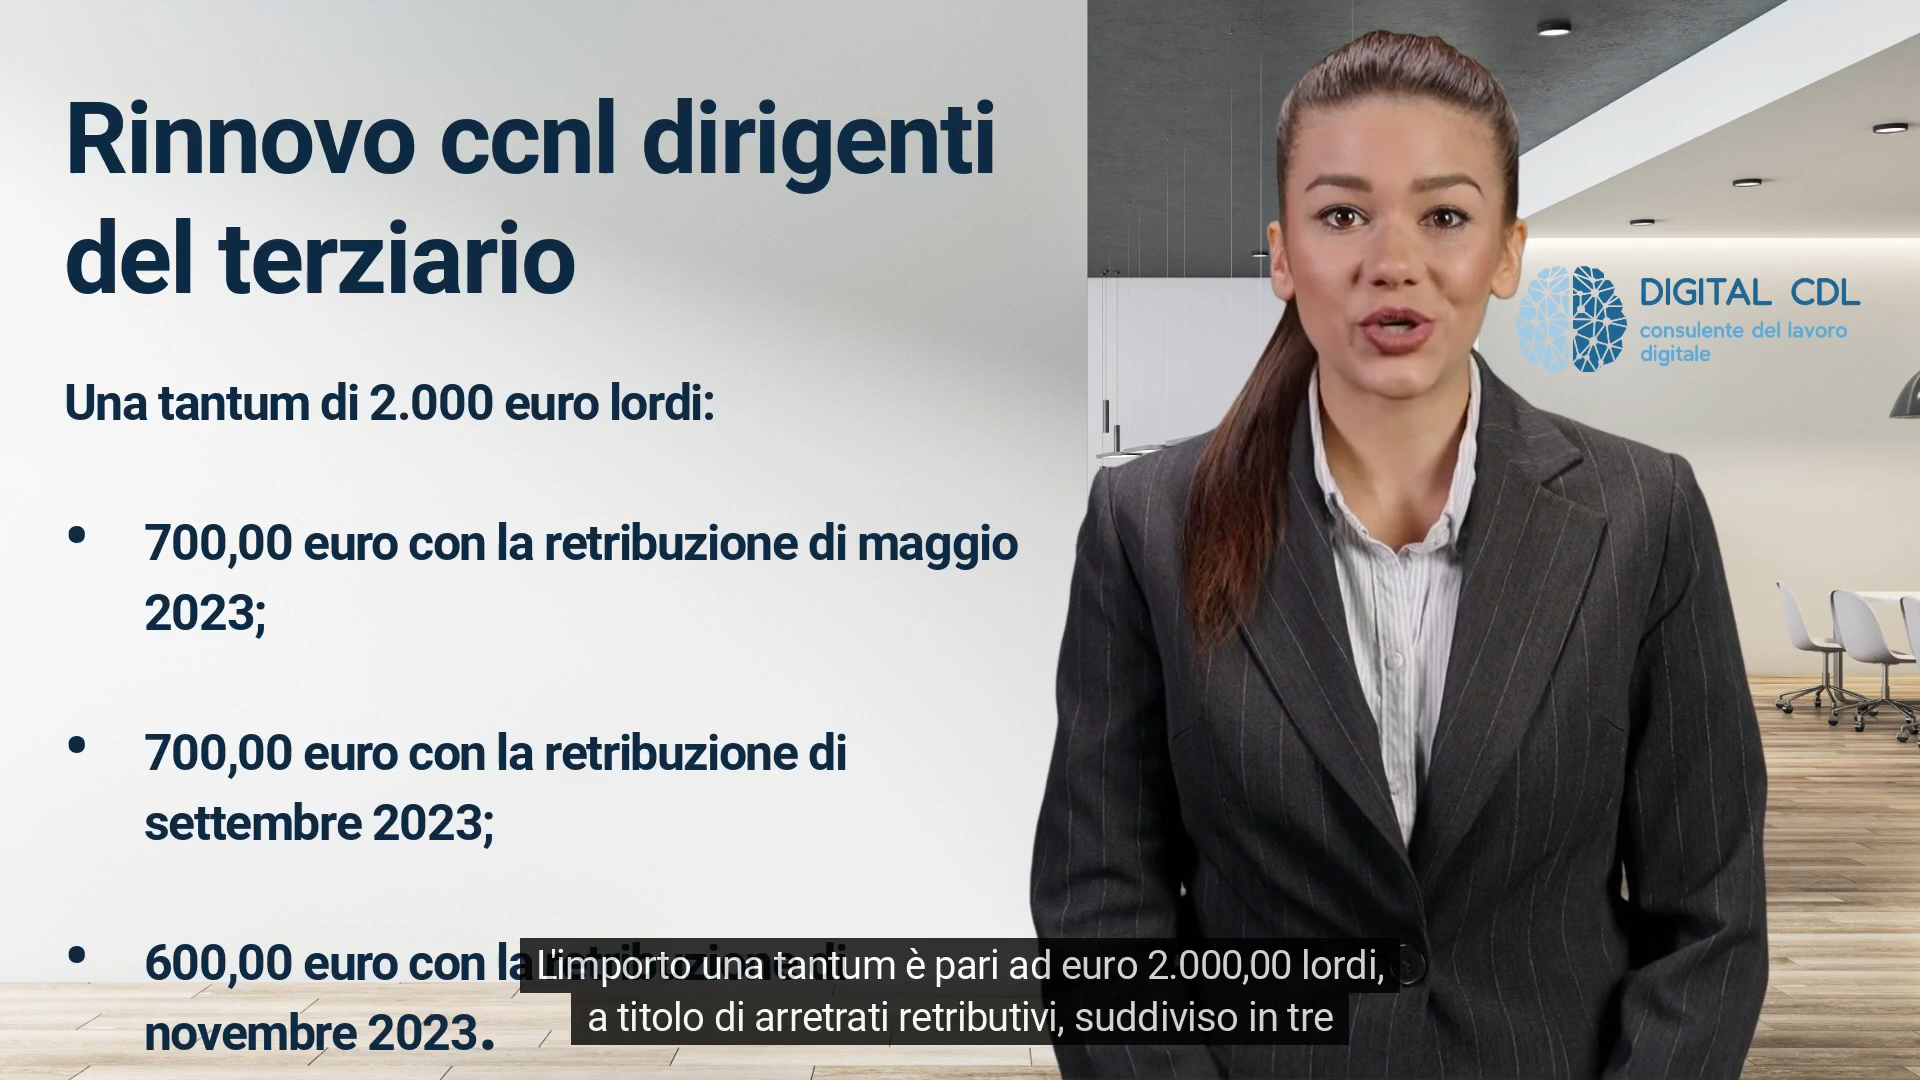 Rinnovo ccnl dirigenti
del terziario
DIGITAL CDL
consulente del lavoro
digitale
Una tantum di 2.000 euro lordi:
• 700,00 euro con la retribuzione di maggio
2023;
• 700,00 euro con la retribuzione di
settembre 2023;
• 600,00 euro con la retribuzione di
novembre 2023.
L'importo una tantum è pari ad euro 2.000,00 lordi,
a titolo di arretrati retributivi, suddiviso in tre